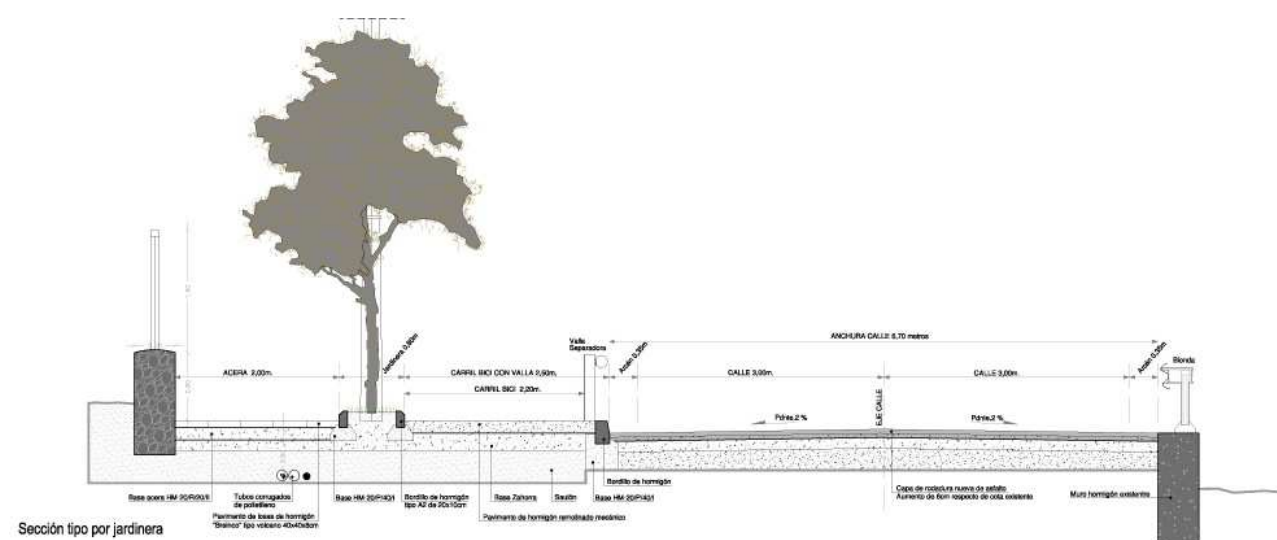 ANCHURA CALLE 6,70 metros
Valla
Separadora
Jardinera 0,80m
Arcén 0,35m
Arcén 0,35m
Bionda
ACERA 2,00m.
CARRIL BICI CON VALLA 2,50m.
CALLE 3,00m.
CALLE 3,00m.
CARRIL BICI 2,20m.
EJE CALLE
Pdnte.2 %
Pdnte.2 %
Bordillo de hormigón
Capa de rodadura nueva de asfalto
Aumento de 6cm respecto de cota existente
Muro hormigón existente
Base acera HM-20/P/20/I
Tubos corrugados
de polietileno
Base HM-20/P/40/I
Bordillo de hormigón
tipo A2 de 20x10cm
Base Zahorra
Saulón
Base HM-20/P/40/I
Pavimento de losas de hormigón
"Breinco" tipo volcano 40x40x8cm
Pavimento de hormigón remolinado mecánico
Sección tipo por jardinera